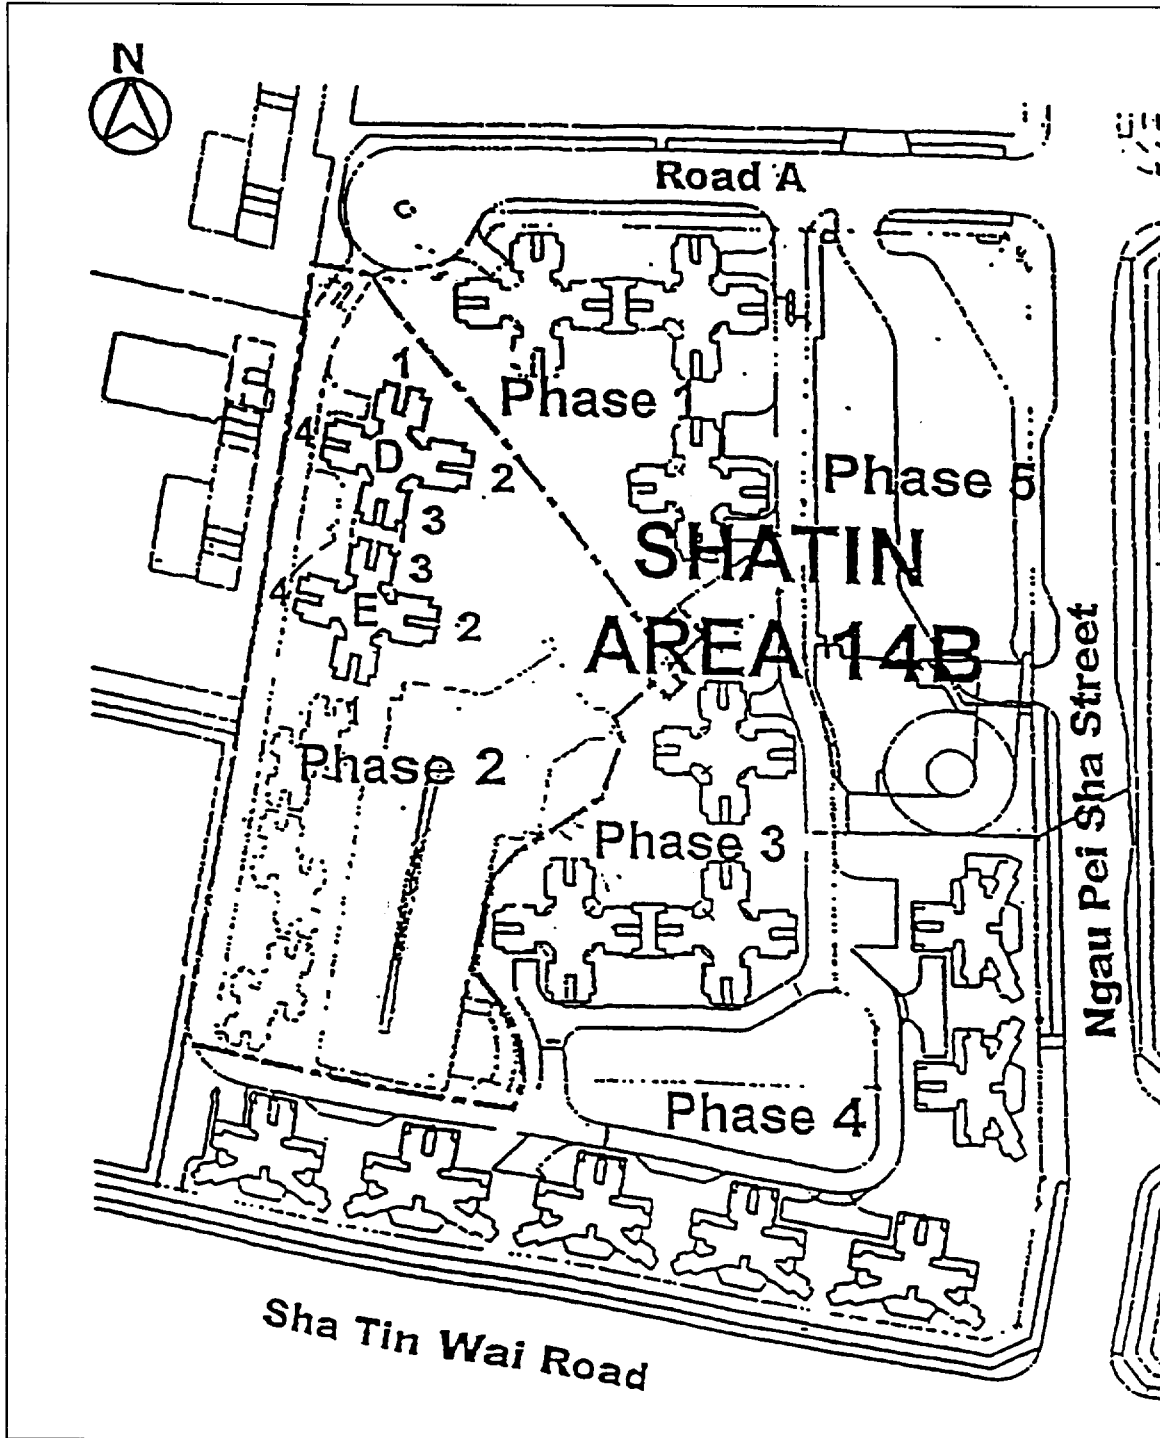 N
Road A
Phase 1
1
4
D
2
3
Phase 5
SHATIN
3
4
E
2
AREA 14B
1
Phase 2
Phase 3
Ngau Pei Sha Street
Phase 4
Sha Tin Wai Road